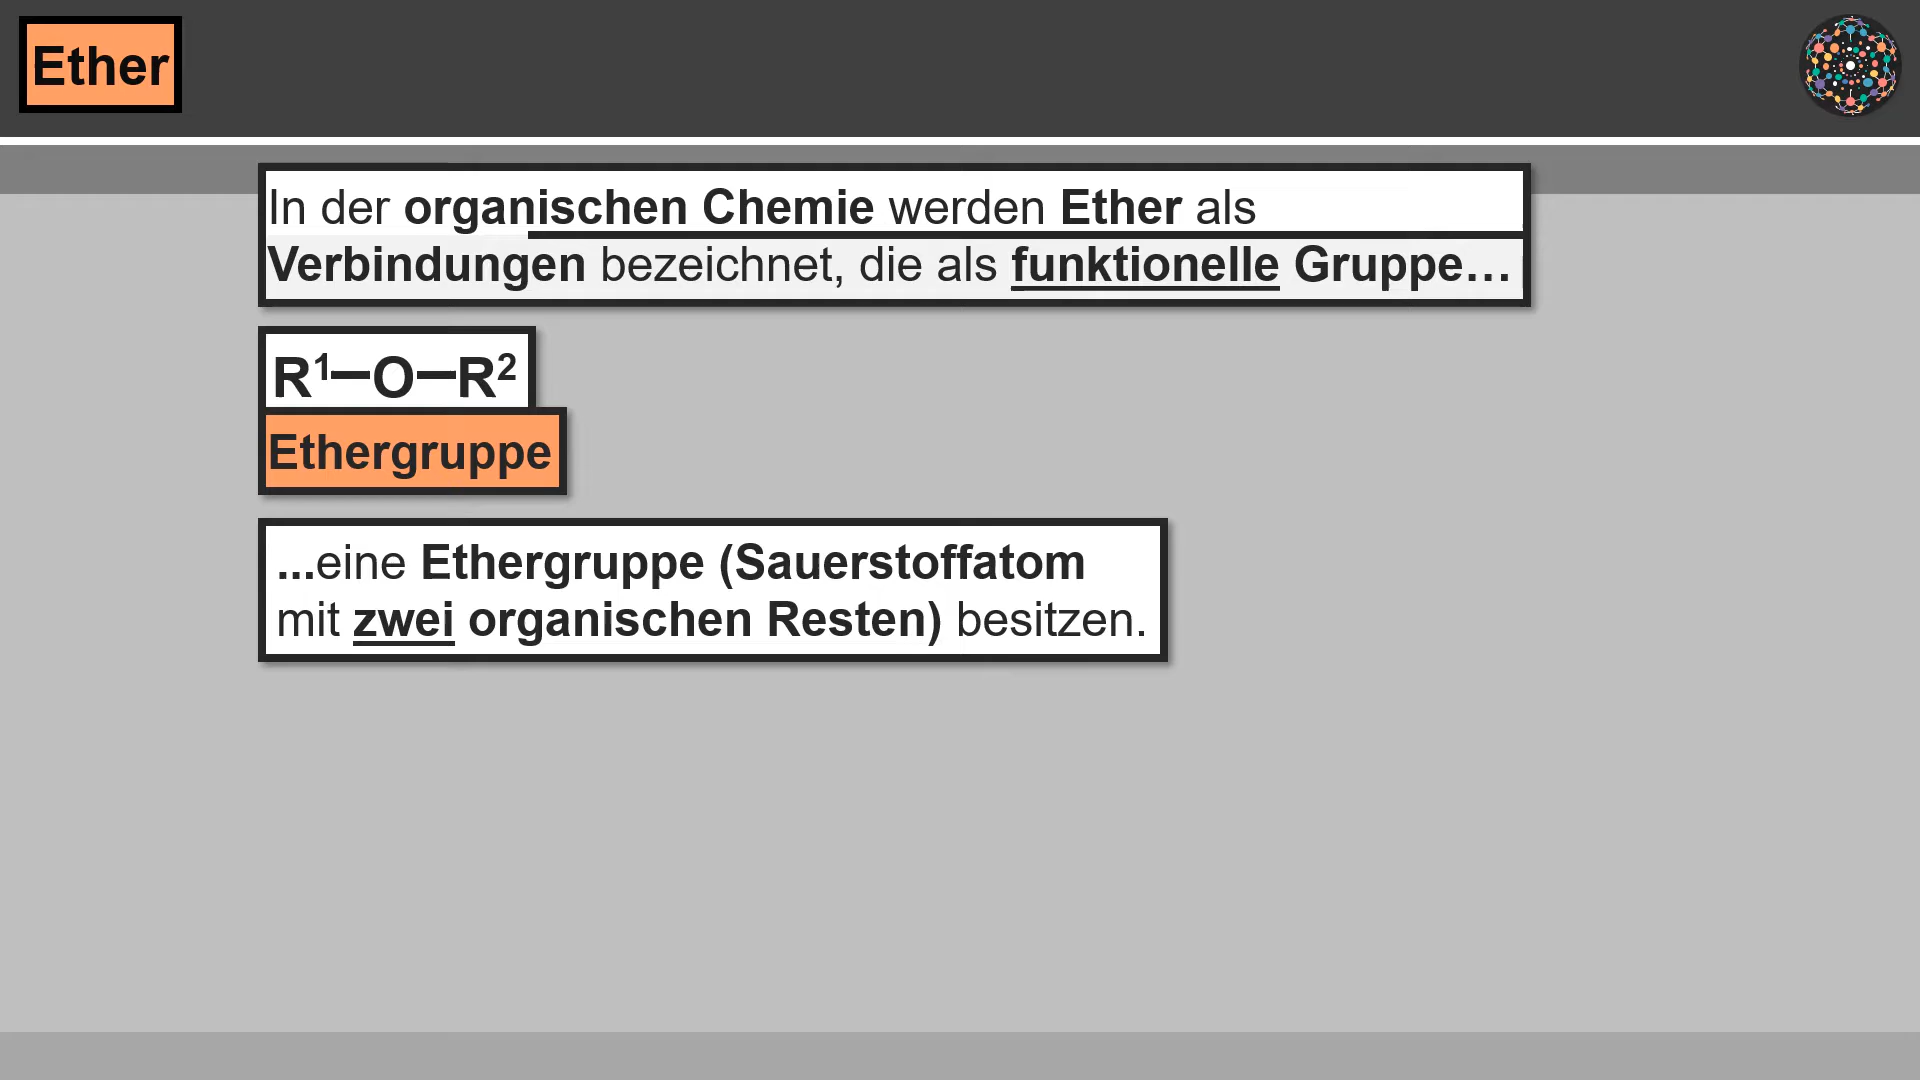 Ether
In der organischen Chemie werden Ether als
Verbindungen bezeichnet, die als funktionelle Gruppe…
R¹—O—R²
Ethergruppe
...eine Ethergruppe (Sauerstoffatom
mit zwei organischen Resten) besitzen.